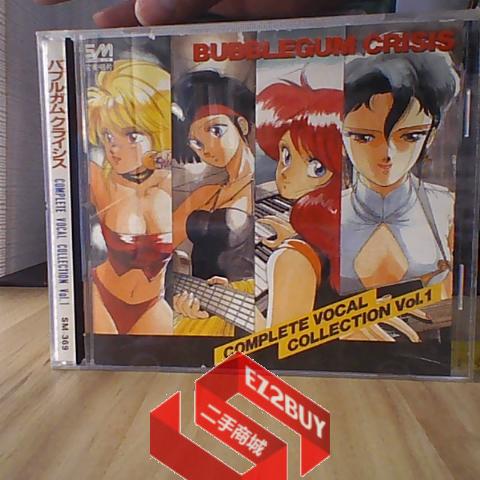 バブルガムクライシス COMPLETE VOCAL COLLECTION Vol.1 SM 369
SM
BUBBLEGUM CRISIS
COMPLETE VOCAL
COLLECTION Vol.1
EZ2BUY
二手商城